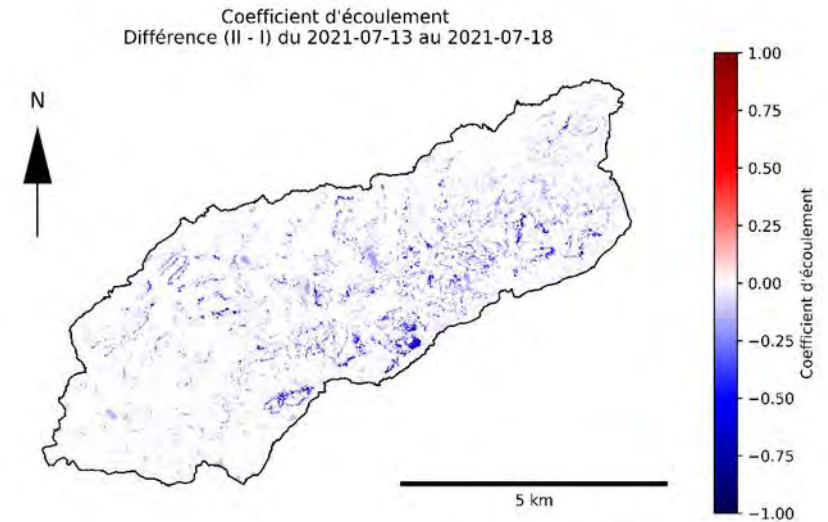 Coefficient d'écoulement
Différence (II - I) du 2021-07-13 au 2021-07-18
N
1.00
0.75
0.50
0.25
0.00
−0.25
−0.50
−0.75
−1.00
Coefficient d'écoulement
5 km